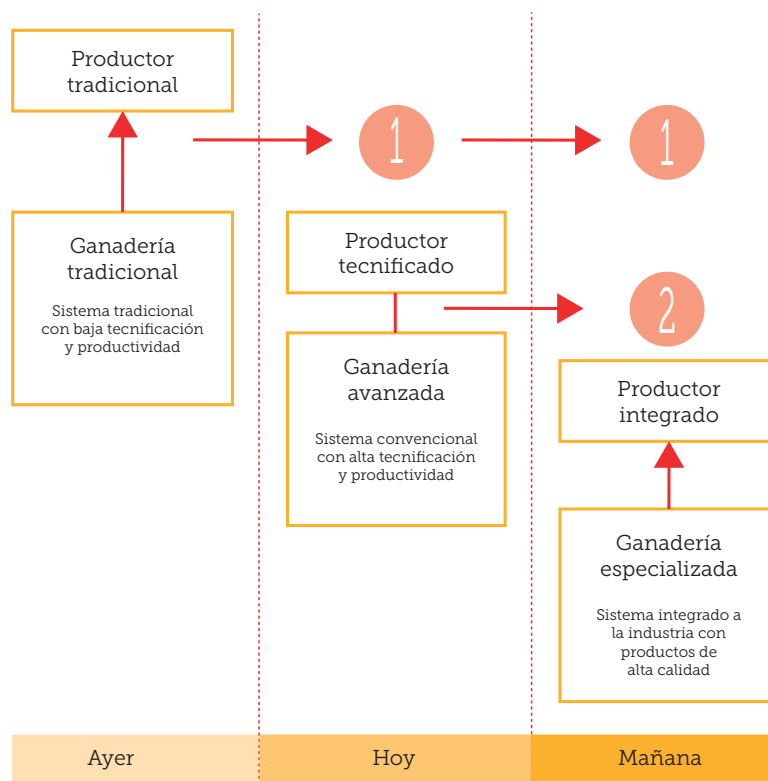 Productor
tradicional
Ganadería
tradicional
Sistema tradicional
con baja tecnificación
y productividad
1
Productor
tecnificado
Ganadería
avanzada
Sistema convencional
con alta tecnificación
y productividad
1
2
Productor
integrado
Ganadería
especializada
Sistema integrado a
la industria con
productos de
alta calidad
Ayer
Hoy
Mañana